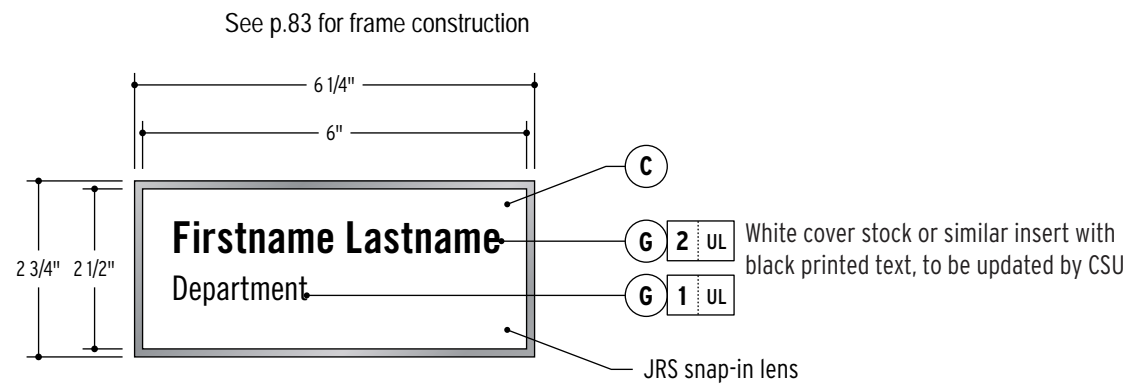 See p.83 for frame construction
6 1/4"
6"
C
Firstname Lastname
G 2 UL White cover stock or similar insert with
black printed text, to be updated by CSU
2 3/4" 2 1/2"
Department
G 1 UL
JRS snap-in lens